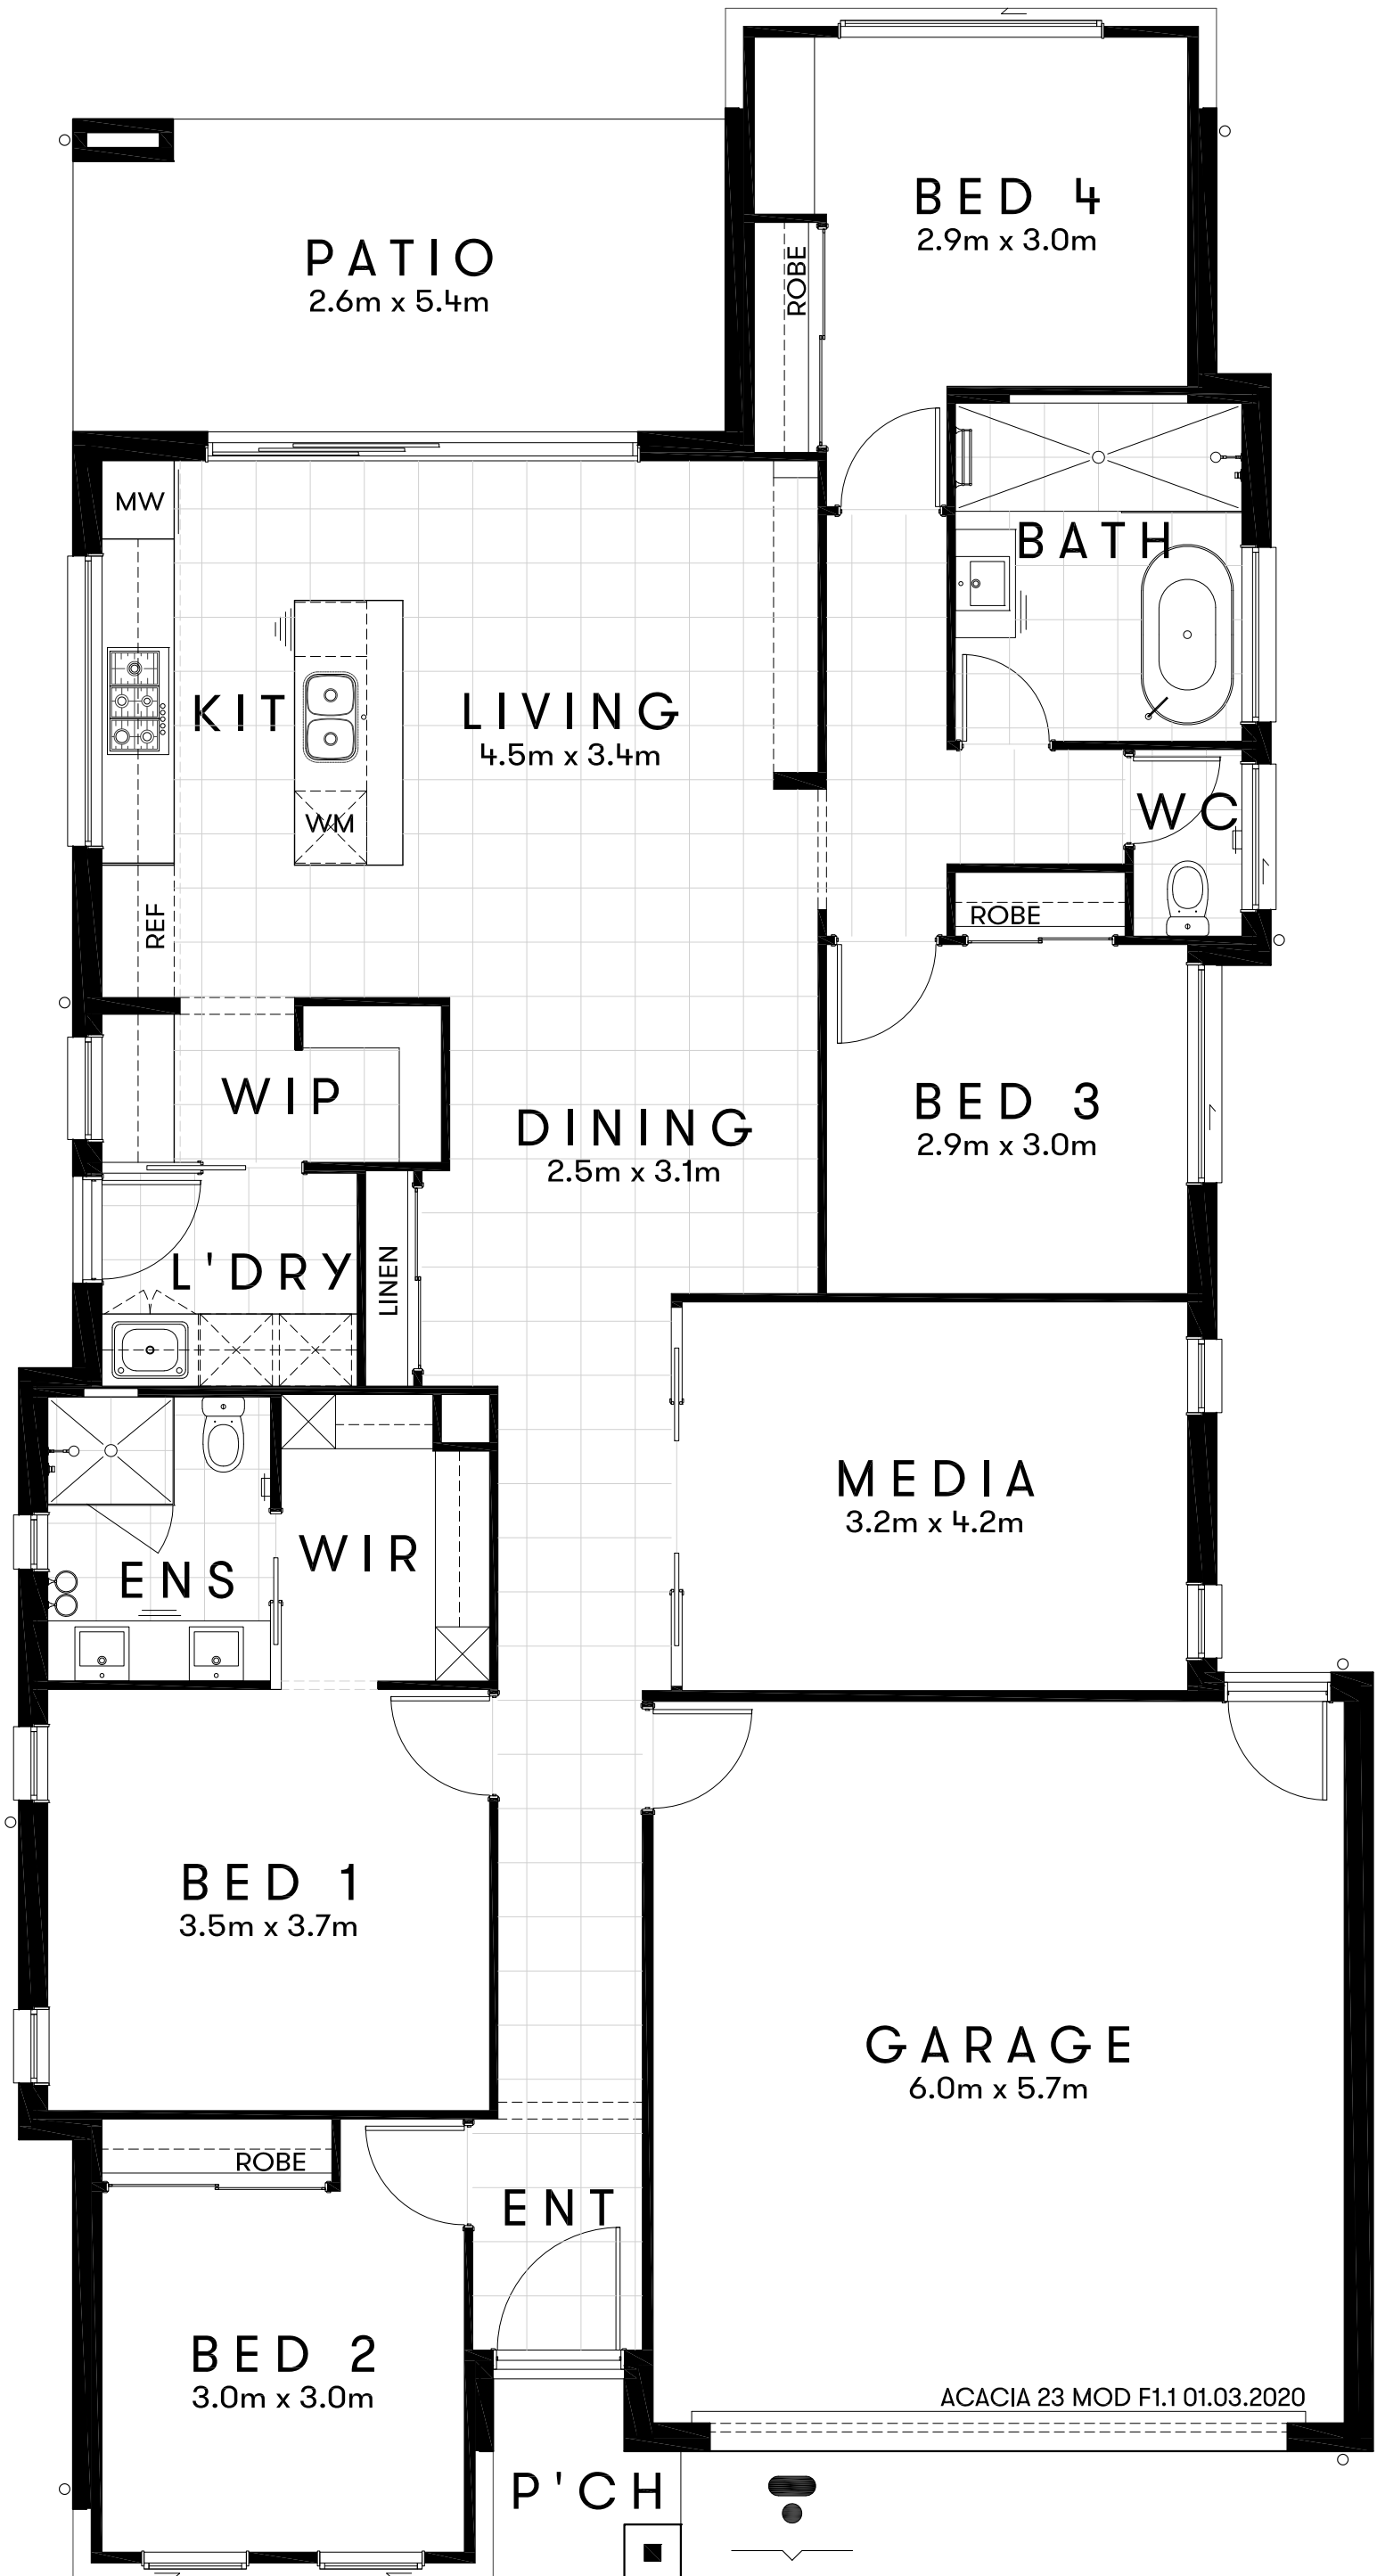 BED 4
2.9m x 3.0m
PATIO
2.6m x 5.4m
ROBE
MW
BATH
KIT
LIVING
4.5m x 3.4m
WM
WC
REF
ROBE
WIP
BED 3
2.9m x 3.0m
DINING
2.5m x 3.1m
L'DRY
LINEN
MEDIA
3.2m x 4.2m
WIR
ENS
BED 1
3.5m x 3.7m
GARAGE
6.0m x 5.7m
ROBE
ENT
BED 2
3.0m x 3.0m
ACACIA 23 MOD F1.1 01.03.2020
P'CH